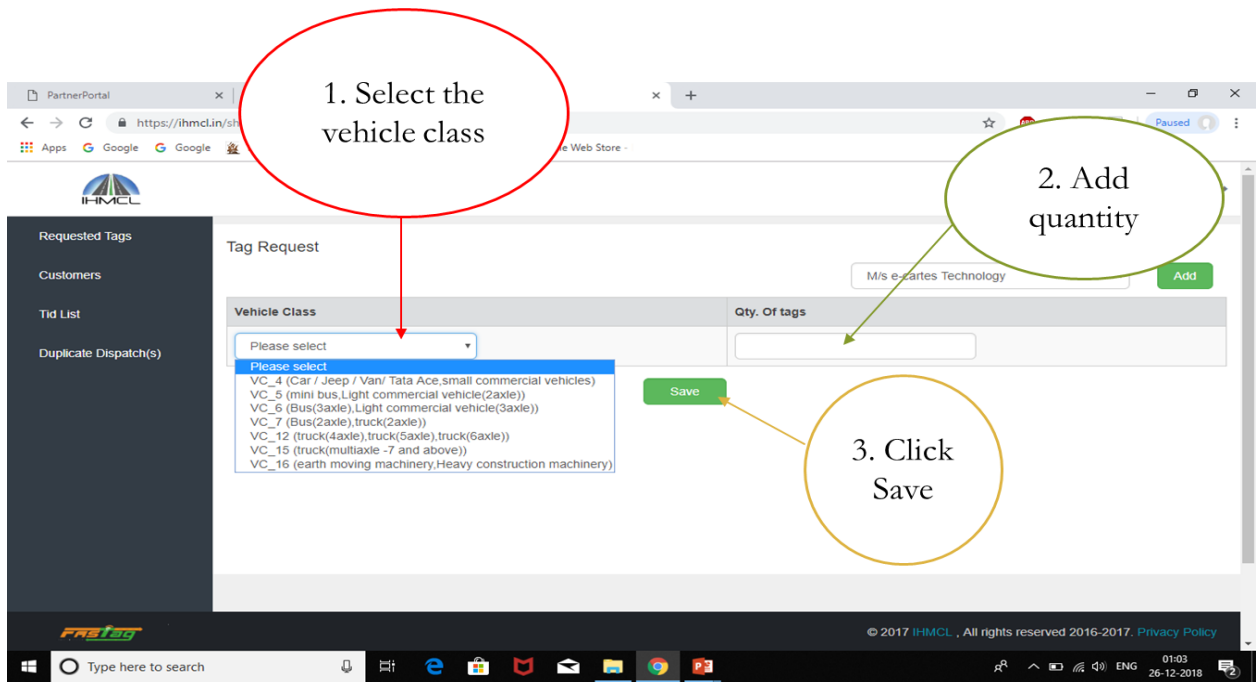 1. Select the
vehicle class
PartnerPortal
https://ihmcl.in/sh
Paused
Apps
Google
Google
e Web Store -
2. Add
quantity
IHMCL
Requested Tags
Customers
Tid List
Duplicate Dispatch(s)
Tag Request
M/s e-cartes Technology
Add
Vehicle Class
Qty. Of tags
Please select
Please select
VC_4 (Car / Jeep / Van/ Tata Ace,small commercial vehicles)
VC_5 (mini bus,Light commercial vehicle(2axle))
VC_6 (Bus(3axle),Light commercial vehicle(3axle))
VC_7 (Bus(2axle),truck(2axle))
VC_12 (truck(4axle),truck(5axle),truck(6axle))
VC_15 (truck(multiaxle -7 and above))
VC_16 (earth moving machinery,Heavy construction machinery)
Save
3. Click
Save
FASTag
© 2017 IHMCL , All rights reserved 2016-2017. Privacy Policy
Type here to search
ENG
01:03
26-12-2018
2